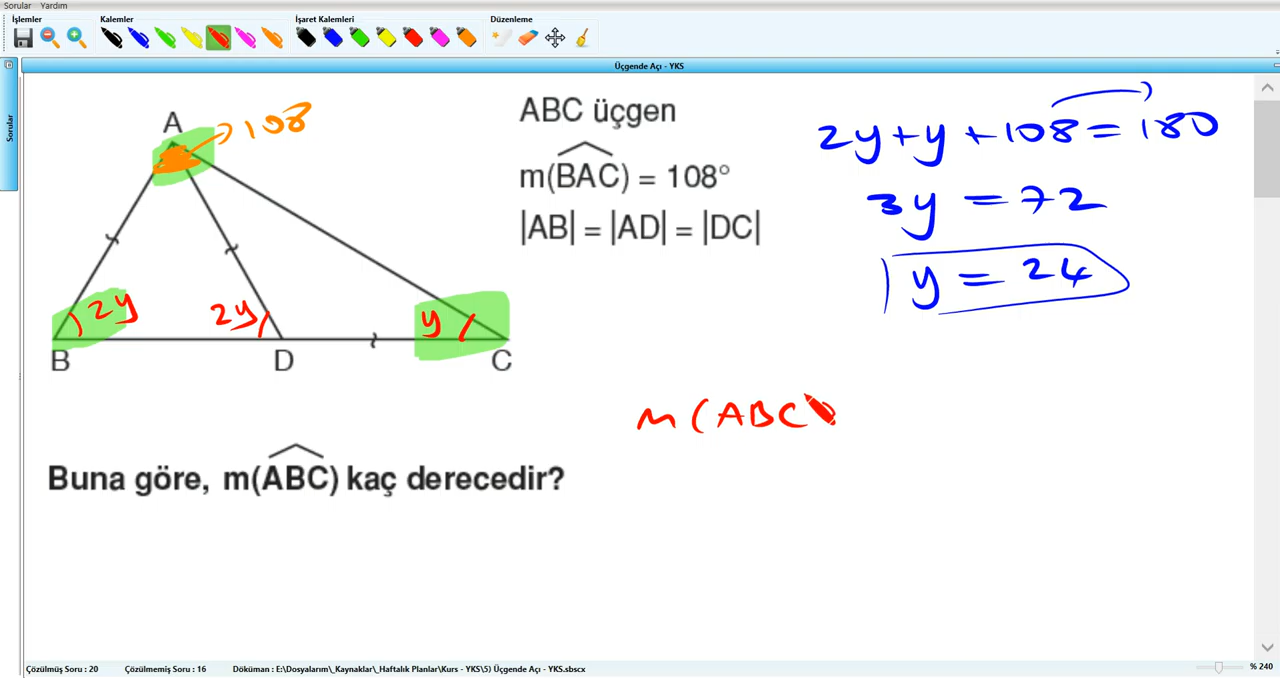 Sorular Yardım
İşlemler Kalemler İşaret Kalemleri Düzenleme
Üçgende Açı - YKS
Sorular
A
108
B
2y
2y
D
y
C
ABC üçgen
m(BAC) = 108°
|AB| = |AD| = |DC|
2y+y+108=180
3y=72
y=24
m(ABC
Buna göre, m(ABC) kaç derecedir?
Çözülmüş Soru : 20 Çözülmemiş Soru : 16 Döküman : E:\Dosyalarım\_Kaynaklar\_Haftalık Planlar\Kurs - YKS\5) Üçgende Açı - YKS.sbscx % 240